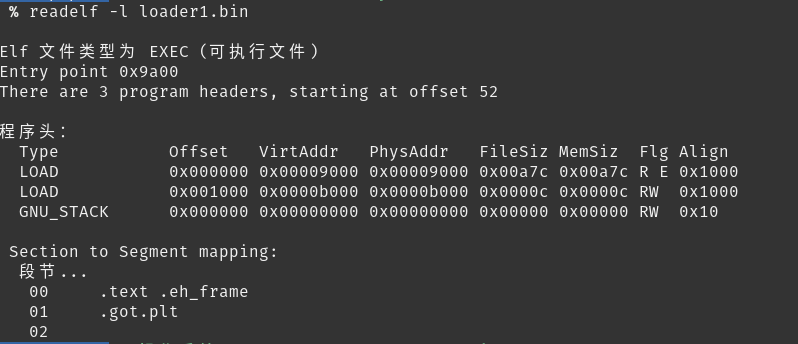 % readelf -l loader1.bin
Elf 文件类型为 EXEC (可执行文件)
Entry point 0x9a00
There are 3 program headers, starting at offset 52
程序头:
Type Offset VirtAddr PhysAddr FileSiz MemSiz Flg Align
LOAD 0x000000 0x00009000 0x00009000 0x00a7c 0x00a7c R E 0x1000
LOAD 0x001000 0x0000b000 0x0000b000 0x0000c 0x0000c RW 0x1000
GNU_STACK 0x000000 0x00000000 0x00000000 0x00000 0x00000 RW 0x10
Section to Segment mapping:
段节...
00 .text .eh_frame
01 .got.plt
02